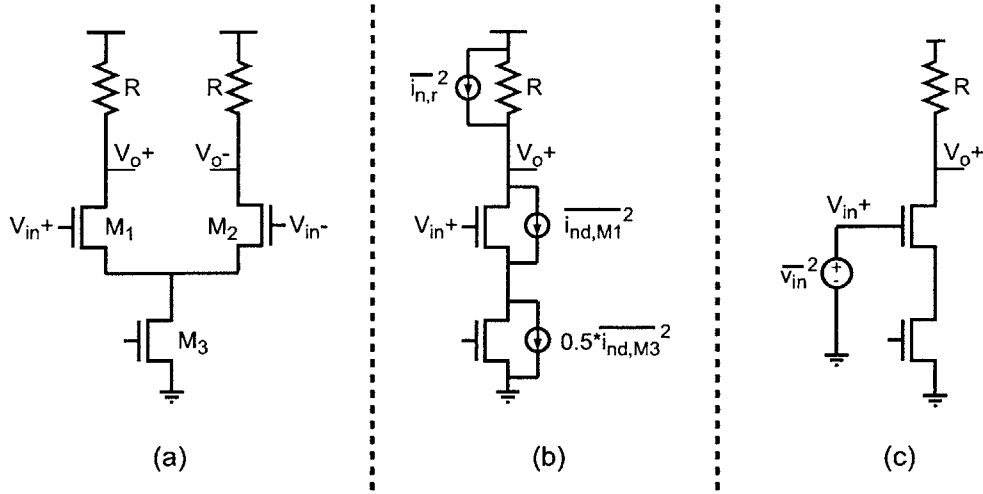 R
R
Vo+
Vo-
Vin+
M1
M2
Vin-
M3
(a)
in,r²
R
Vo+
Vin+
ind,M1²
0.5*ind,M3²
(b)
R
Vo+
Vin+
vin²
+
-
(c)